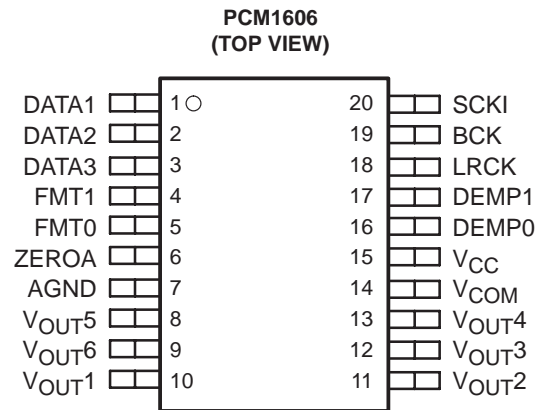 PCM1606
(TOP VIEW)
DATA1 1 20 SCKI
DATA2 2 19 BCK
DATA3 3 18 LRCK
FMT1 4 17 DEMP1
FMT0 5 16 DEMP0
ZEROA 6 15 VCC
AGND 7 14 VCOM
VOUT5 8 13 VOUT4
VOUT6 9 12 VOUT3
VOUT1 10 11 VOUT2